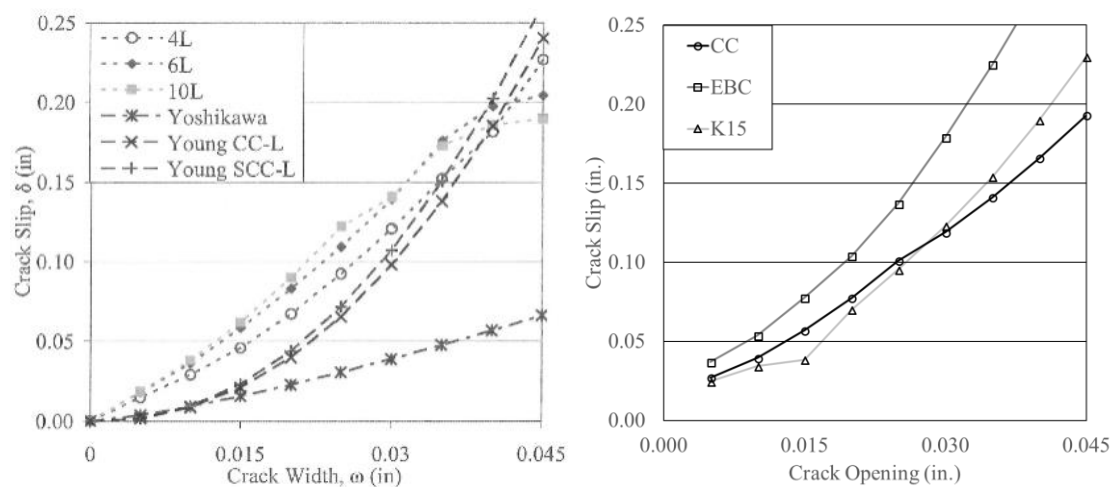 0.25
0.20
0.15
0.10
0.05
0.00
Crack Slip, δ (in)
4L
6L
10L
Yoshikawa
Young CC-L
Young SCC-L
0
0.015
0.03
0.045
Crack Width, ω (in)
0.25
0.20
0.15
0.10
0.05
0.00
Crack Slip (in.)
CC
EBC
K15
0.000
0.015
0.030
0.045
Crack Opening (in.)